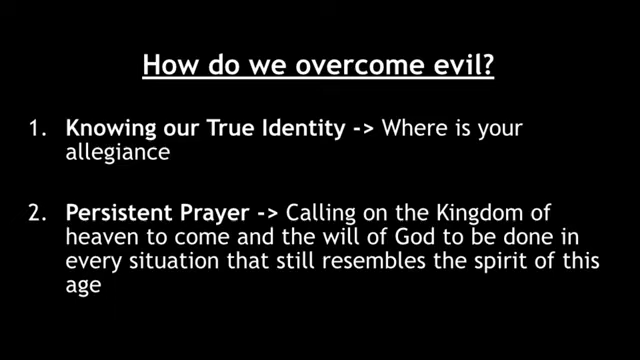 How do we overcome evil?
1. Knowing our True Identity -> Where is your
allegiance
2. Persistent Prayer -> Calling on the Kingdom of
heaven to come and the will of God to be done in
every situation that still resembles the spirit of this
age